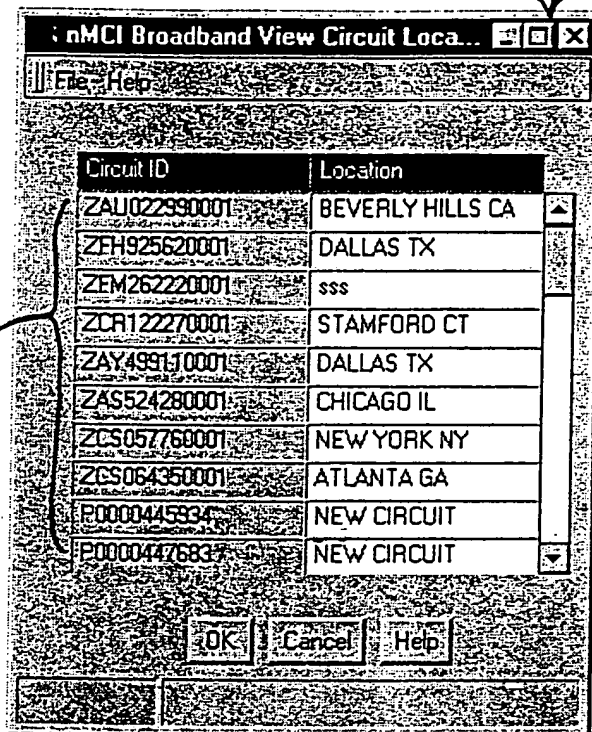 nMCI Broadband View Circuit Loca...
File Help
Circuit ID Location
ZAU022990001 BEVERLY HILLS CA
ZFH925620001 DALLAS TX
ZEM262220001 sss
ZCR122270001 STAMFORD CT
ZAY499110001 DALLAS TX
ZAS524280001 CHICAGO IL
ZCS057760001 NEW YORK NY
ZCS064350001 ATLANTA GA
P0000445934 NEW CIRCUIT
P0000447683 NEW CIRCUIT
OK Cancel Help